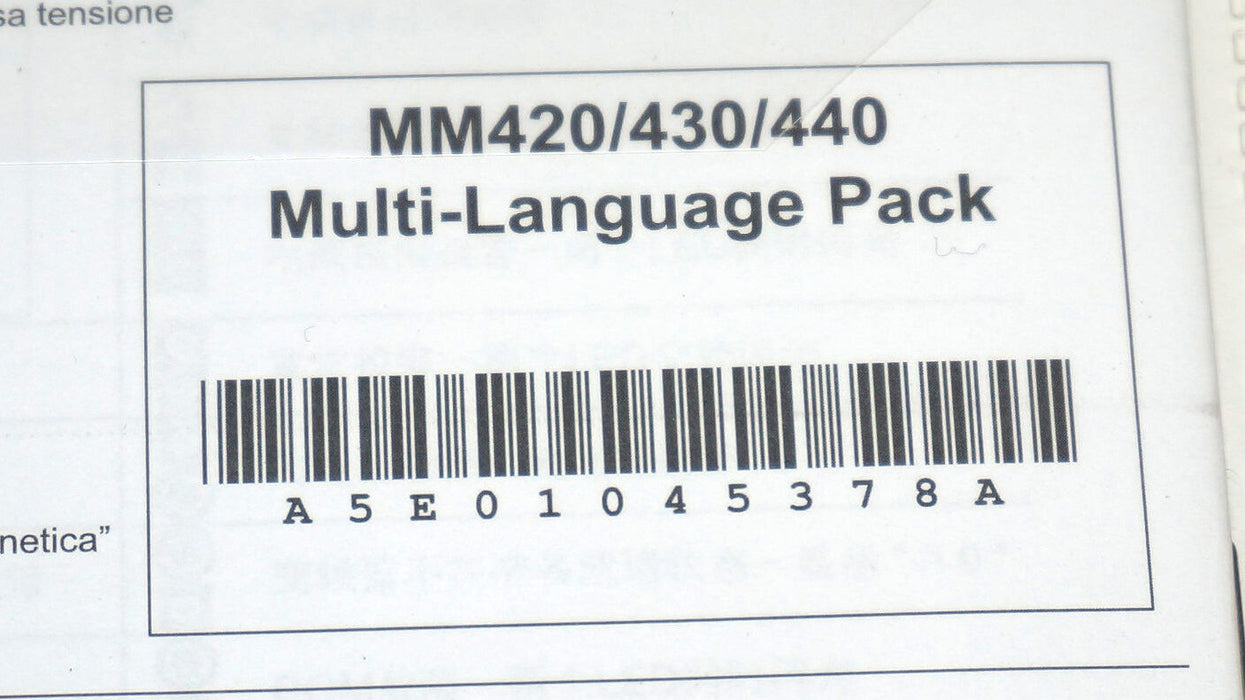 sa tensione
MM420/430/440
Multi-Language Pack
A5E01045378A
netica”